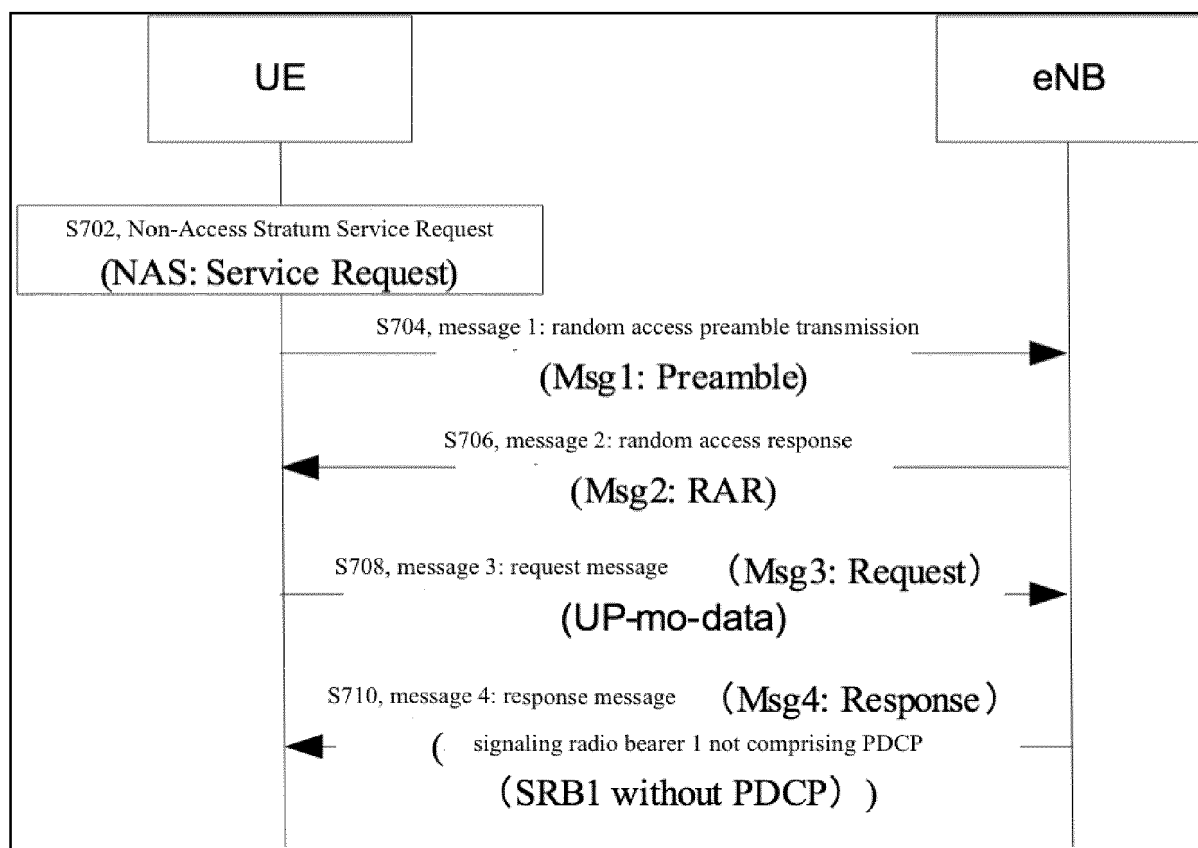 UE
eNB
S702, Non-Access Stratum Service Request
(NAS: Service Request)
S704, message 1: random access preamble transmission
(Msg1: Preamble)
S706, message 2: random access response
(Msg2: RAR)
S708, message 3: request message (Msg3: Request)
(UP-mo-data)
S710, message 4: response message (Msg4: Response)
( signaling radio bearer 1 not comprising PDCP
(SRB1 without PDCP) )